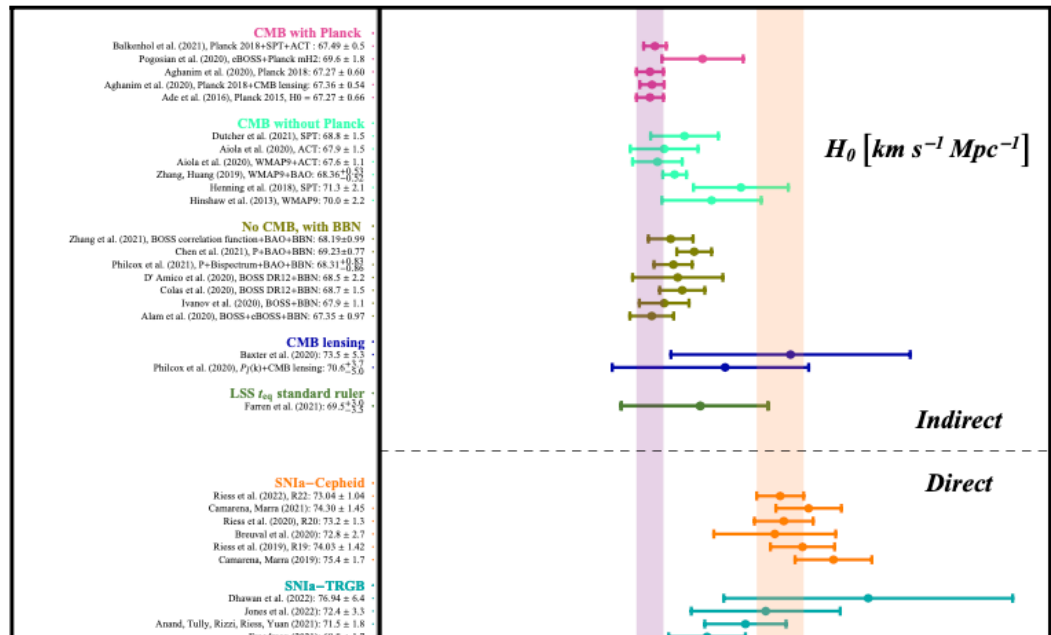 CMB with Planck
Balkenhol et al. (2021), Planck 2018+SPT+ACT: 67.49 ± 0.5
Pogosian et al. (2020), eBOSS+Planck mH2: 69.6 ± 1.8
Aghanim et al. (2020), Planck 2018: 67.27 ± 0.60
Aghanim et al. (2020), Planck 2018+CMB lensing: 67.36 ± 0.54
Ade et al. (2016), Planck 2015, H0 = 67.27 ± 0.66
CMB without Planck
Dutcher et al. (2021), SPT: 68.8 ± 1.5
Aiola et al. (2020), ACT: 67.9 ± 1.5
Aiola et al. (2020), WMAP9+ACT: 67.6 ± 1.1
Zhang, Huang (2019), WMAP9+BAO: 68.36+0.53−0.52
Henning et al. (2018), SPT: 71.3 ± 2.1
Hinshaw et al. (2013), WMAP9: 70.0 ± 2.2
H0 [km s−1 Mpc−1]
No CMB, with BBN
Zhang et al. (2021), BOSS correlation function+BAO+BBN: 68.19±0.99
Chen et al. (2021), P+BAO+BBN: 69.23±0.77
Philcox et al. (2021), P+Bispectrum+BAO+BBN: 68.31+0.83−0.86
D' Amico et al. (2020), BOSS DR12+BBN: 68.5 ± 2.2
Colas et al. (2020), BOSS DR12+BBN: 68.7 ± 1.5
Ivanov et al. (2020), BOSS+BBN: 67.9 ± 1.1
Alam et al. (2020), BOSS+eBOSS+BBN: 67.35 ± 0.97
CMB lensing
Baxter et al. (2020): 73.5 ± 5.3
Philcox et al. (2020), Pl(k)+CMB lensing: 70.6+3.7−5.0
LSS teq standard ruler
Farren et al. (2021): 69.5+3.0−3.5
Indirect
Direct
SNIa−Cepheid
Riess et al. (2022), R22: 73.04 ± 1.04
Camarena, Marra (2021): 74.30 ± 1.45
Riess et al. (2020), R20: 73.2 ± 1.3
Breuval et al. (2020): 72.8 ± 2.7
Riess et al. (2019), R19: 74.03 ± 1.42
Camarena, Marra (2019): 75.4 ± 1.7
SNIa−TRGB
Dhawan et al. (2022): 76.94 ± 6.4
Jones et al. (2022): 72.4 ± 3.3
Anand, Tully, Rizzi, Riess, Yuan (2021): 71.5 ± 1.8